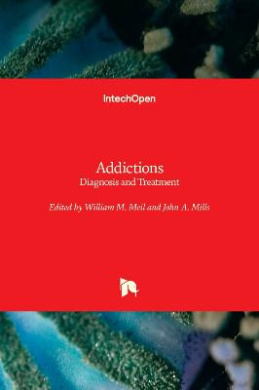 IntechOpen
Addictions
Diagnosis and Treatment
Edited by William M. Meil and John A. Mills